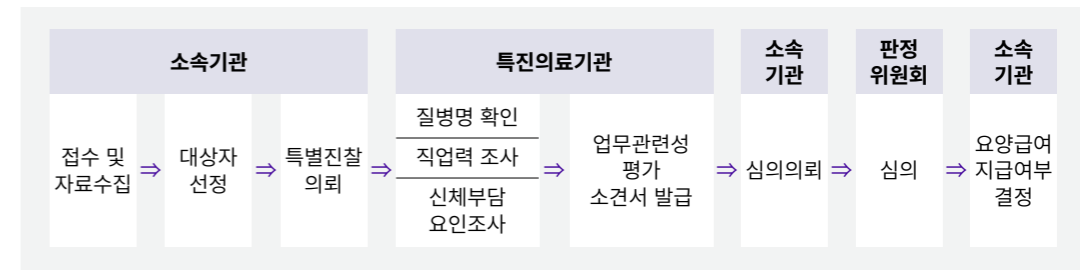 소속기관
특진의료기관
소속
기관
판정
위원회
소속
기관
접수 및
자료수집
⇒
대상자
선정
⇒
특별진찰
의뢰
⇒
질병명 확인
직업력 조사
신체부담
요인조사
⇒
업무관련성
평가
소견서 발급
⇒
심의의뢰
⇒
심의
⇒
요양급여
지급여부
결정